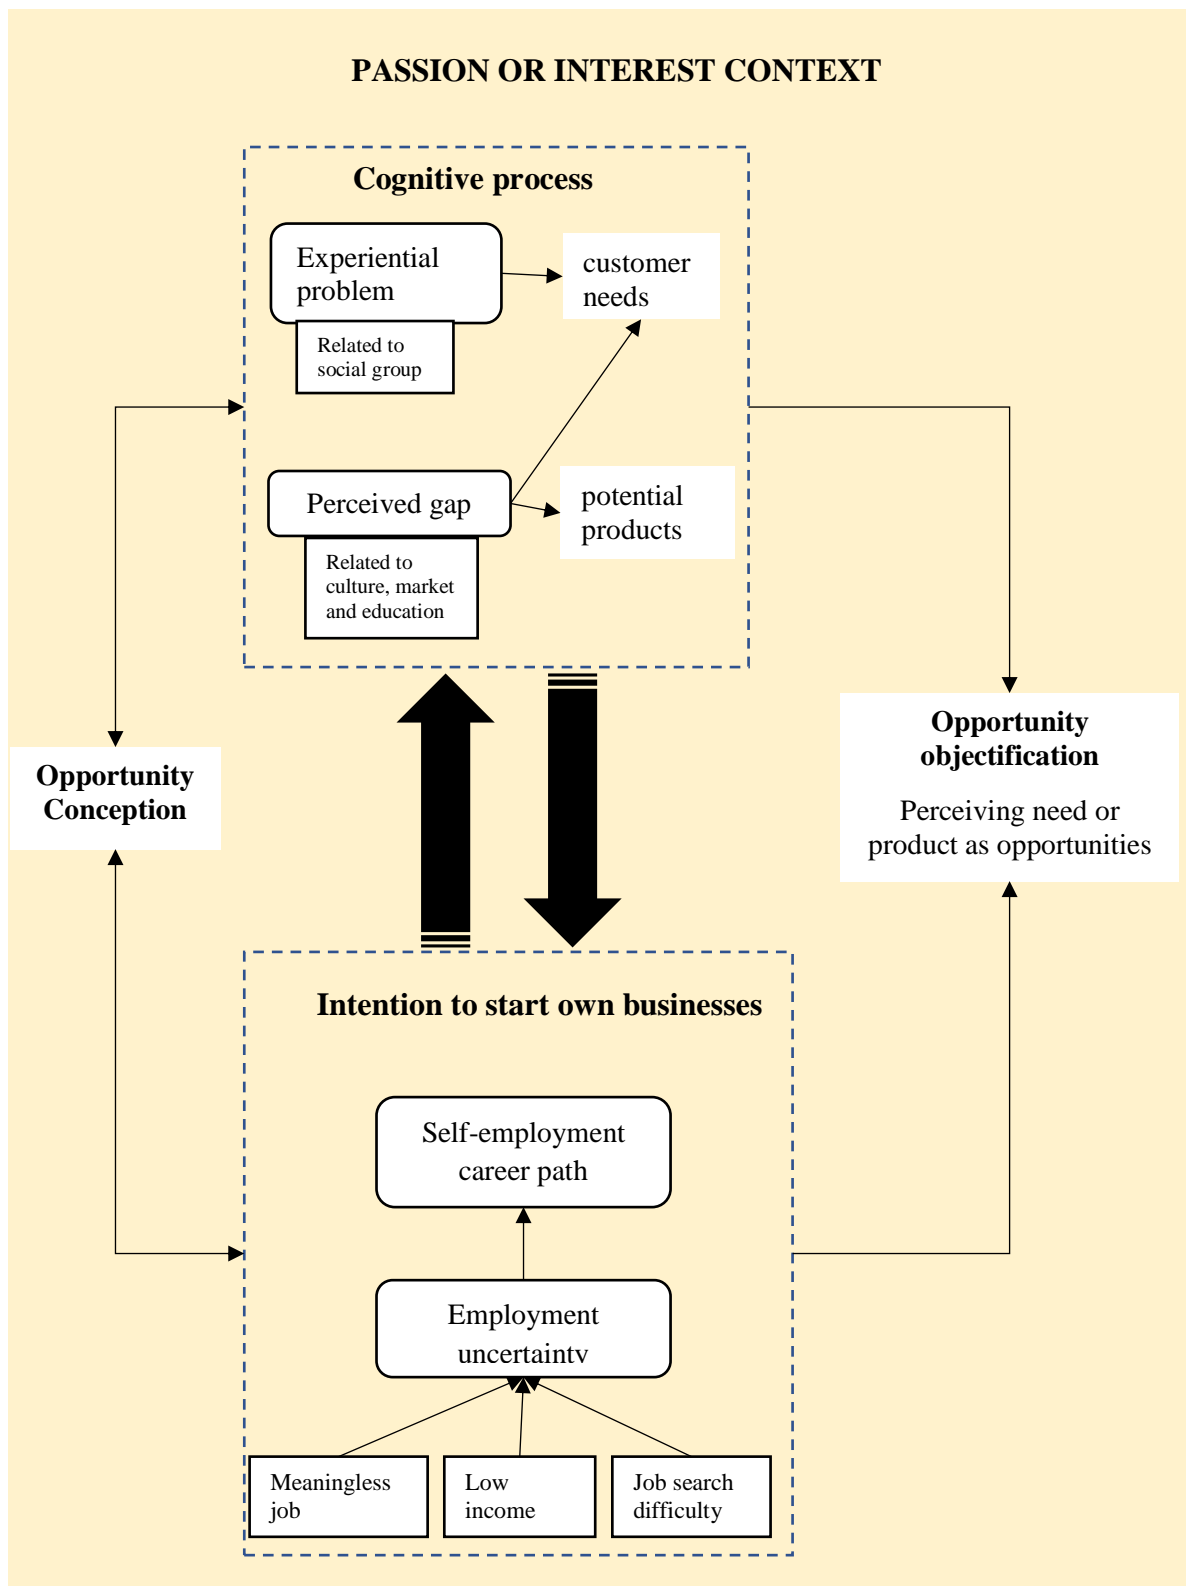 PASSION OR INTEREST CONTEXT
Cognitive process
Experiential
problem
customer
needs
Related to
social group
Perceived gap
potential
products
Related to
culture, market
and education
Opportunity
Conception
Opportunity
objectification
Perceiving need or
product as opportunities
Intention to start own businesses
Self-employment
career path
Employment
uncertainty
Meaningless
job
Low
income
Job search
difficulty